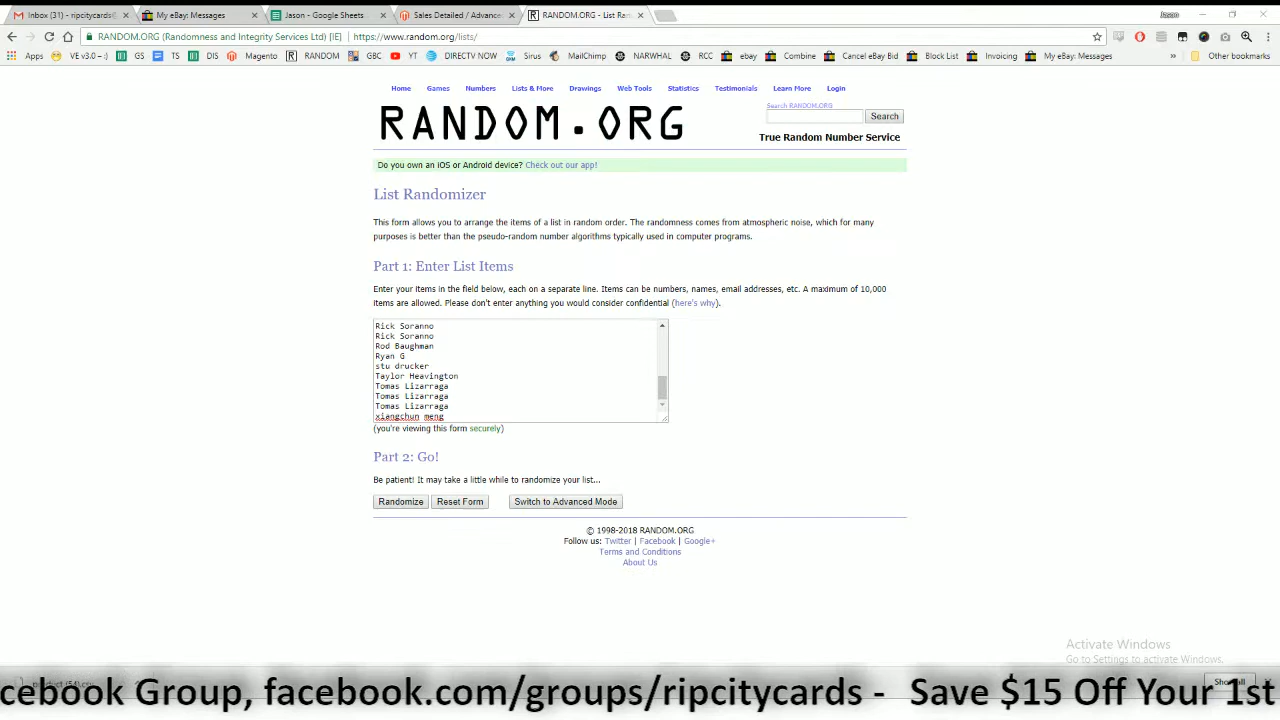 Inbox (31) - ripcitycards@
My eBay: Messages
Jason - Google Sheets
Sales Detailed / Advance
RANDOM.ORG - List Ran
Jason
RANDOM.ORG (Randomness and Integrity Services Ltd) [IE]
https://www.random.org/lists/
Apps VE v3.0 – :) GS TS DIS Magento RANDOM GBC YT DIRECTV NOW Sirus MailChimp NARWHAL RCC ebay Combine Cancel eBay Bid Block List Invoicing My eBay: Messages » Other bookmarks
Home Games Numbers Lists & More Drawings Web Tools Statistics Testimonials Learn More Login
Search RANDOM.ORG
RANDOM.ORG
Search
True Random Number Service
Do you own an iOS or Android device? Check out our app!
List Randomizer
This form allows you to arrange the items of a list in random order. The randomness comes from atmospheric noise, which for many
purposes is better than the pseudo-random number algorithms typically used in computer programs.
Part 1: Enter List Items
Enter your items in the field below, each on a separate line. Items can be numbers, names, email addresses, etc. A maximum of 10,000
items are allowed. Please don't enter anything you would consider confidential (here's why).
Rick Soranno
Rick Soranno
Rod Baughman
Ryan G
stu drucker
Taylor Heavington
Tomas Lizarraga
Tomas Lizarraga
Tomas Lizarraga
xiangchun meng
(you're viewing this form securely)
Part 2: Go!
Be patient! It may take a little while to randomize your list...
Randomize Reset Form Switch to Advanced Mode
© 1998-2018 RANDOM.ORG
Follow us: Twitter | Facebook | Google+
Terms and Conditions
About Us
Activate Windows
Go to Settings to activate Windows.
Show all
cebook Group, facebook.com/groups/ripcitycards - Save $15 Off Your 1st